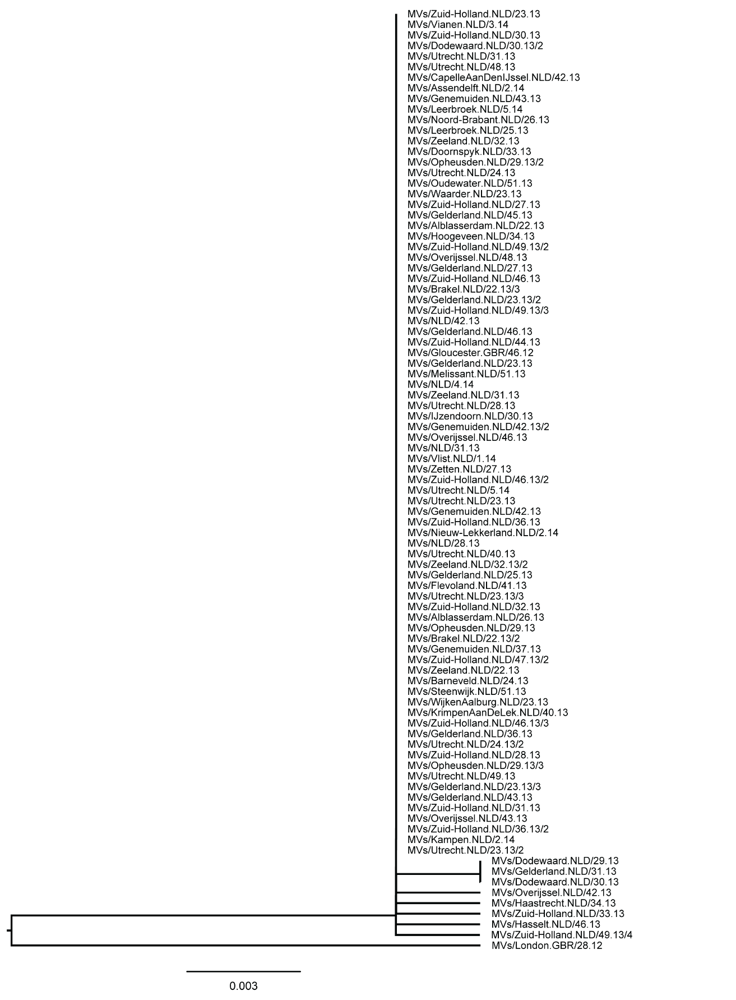 MVs/Zuid-Holland.NLD/23.13
MVs/Vianen.NLD/3.14
MVs/Zuid-Holland.NLD/30.13
MVs/Dodewaard.NLD/30.13/2
MVs/Utrecht.NLD/31.13
MVs/Utrecht.NLD/48.13
MVs/CapelleAanDenIJssel.NLD/42.13
MVs/Assendelft.NLD/2.14
MVs/Genemuiden.NLD/43.13
MVs/Leerbroek.NLD/5.14
MVs/Noord-Brabant.NLD/26.13
MVs/Leerbroek.NLD/25.13
MVs/Zeeland.NLD/32.13
MVs/Doornspyk.NLD/33.13
MVs/Opheusden.NLD/29.13/2
MVs/Utrecht.NLD/24.13
MVs/Oudewater.NLD/51.13
MVs/Waarder.NLD/23.13
MVs/Zuid-Holland.NLD/27.13
MVs/Gelderland.NLD/45.13
MVs/Alblasserdam.NLD/22.13
MVs/Hoogeveen.NLD/34.13
MVs/Zuid-Holland.NLD/49.13/2
MVs/Overijssel.NLD/48.13
MVs/Gelderland.NLD/27.13
MVs/Zuid-Holland.NLD/46.13
MVs/Brakel.NLD/22.13/3
MVs/Gelderland.NLD/23.13/2
MVs/Zuid-Holland.NLD/49.13/3
MVs/NLD/42.13
MVs/Gelderland.NLD/46.13
MVs/Zuid-Holland.NLD/44.13
MVs/Gloucester.GBR/46.12
MVs/Gelderland.NLD/23.13
MVs/Melissant.NLD/51.13
MVs/NLD/4.14
MVs/Zeeland.NLD/31.13
MVs/Utrecht.NLD/28.13
MVs/IJzendoorn.NLD/30.13
MVs/Genemuiden.NLD/42.13/2
MVs/Overijssel.NLD/46.13
MVs/NLD/31.13
MVs/Vlist.NLD/1.14
MVs/Zetten.NLD/27.13
MVs/Zuid-Holland.NLD/46.13/2
MVs/Utrecht.NLD/5.14
MVs/Utrecht.NLD/23.13
MVs/Genemuiden.NLD/42.13
MVs/Zuid-Holland.NLD/36.13
MVs/Nieuw-Lekkerland.NLD/2.14
MVs/NLD/28.13
MVs/Utrecht.NLD/40.13
MVs/Zeeland.NLD/32.13/2
MVs/Gelderland.NLD/25.13
MVs/Flevoland.NLD/41.13
MVs/Utrecht.NLD/23.13/3
MVs/Zuid-Holland.NLD/32.13
MVs/Alblasserdam.NLD/26.13
MVs/Opheusden.NLD/29.13
MVs/Brakel.NLD/22.13/2
MVs/Genemuiden.NLD/37.13
MVs/Zuid-Holland.NLD/47.13/2
MVs/Zeeland.NLD/22.13
MVs/Barneveld.NLD/24.13
MVs/Steenwijk.NLD/51.13
MVs/WijkenAalburg.NLD/23.13
MVs/KrimpenAanDeLek.NLD/40.13
MVs/Zuid-Holland.NLD/46.13/3
MVs/Gelderland.NLD/36.13
MVs/Utrecht.NLD/24.13/2
MVs/Zuid-Holland.NLD/28.13
MVs/Opheusden.NLD/29.13/3
MVs/Utrecht.NLD/49.13
MVs/Gelderland.NLD/23.13/3
MVs/Gelderland.NLD/43.13
MVs/Zuid-Holland.NLD/31.13
MVs/Overijssel.NLD/43.13
MVs/Zuid-Holland.NLD/36.13/2
MVs/Kampen.NLD/2.14
MVs/Utrecht.NLD/23.13/2
MVs/Dodewaard.NLD/29.13
MVs/Gelderland.NLD/31.13
MVs/Dodewaard.NLD/30.13
MVs/Overijssel.NLD/42.13
MVs/Haastrecht.NLD/34.13
MVs/Zuid-Holland.NLD/33.13
MVs/Hasselt.NLD/46.13
MVs/Zuid-Holland.NLD/49.13/4
MVs/London.GBR/28.12
0.003